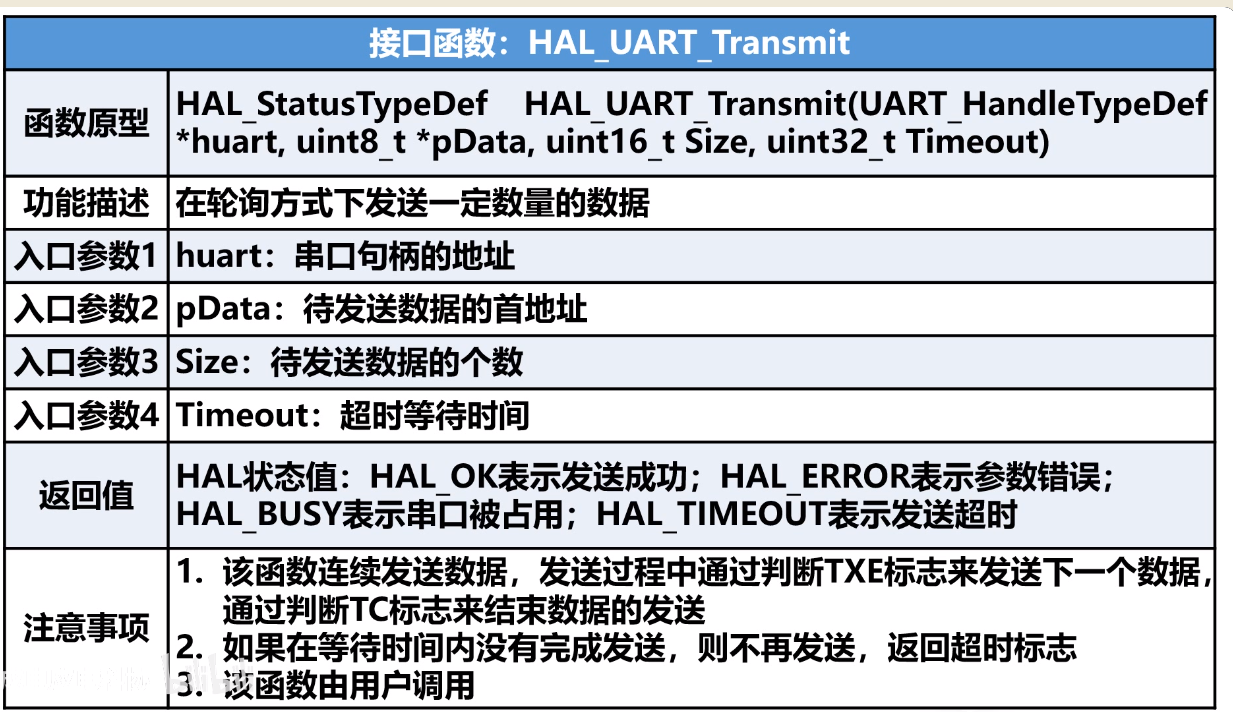 接口函数：HAL_UART_Transmit
函数原型
HAL_StatusTypeDef HAL_UART_Transmit(UART_HandleTypeDef
*huart, uint8_t *pData, uint16_t Size, uint32_t Timeout)
功能描述
在轮询方式下发送一定数量的数据
入口参数1
huart：串口句柄的地址
入口参数2
pData：待发送数据的首地址
入口参数3
Size：待发送数据的个数
入口参数4
Timeout：超时等待时间
返回值
HAL状态值：HAL_OK表示发送成功；HAL_ERROR表示参数错误；
HAL_BUSY表示串口被占用；HAL_TIMEOUT表示发送超时
注意事项
1. 该函数连续发送数据，发送过程中通过判断TXE标志来发送下一个数据，
通过判断TC标志来结束数据的发送
2. 如果在等待时间内没有完成发送，则不再发送，返回超时标志
3. 该函数由用户调用